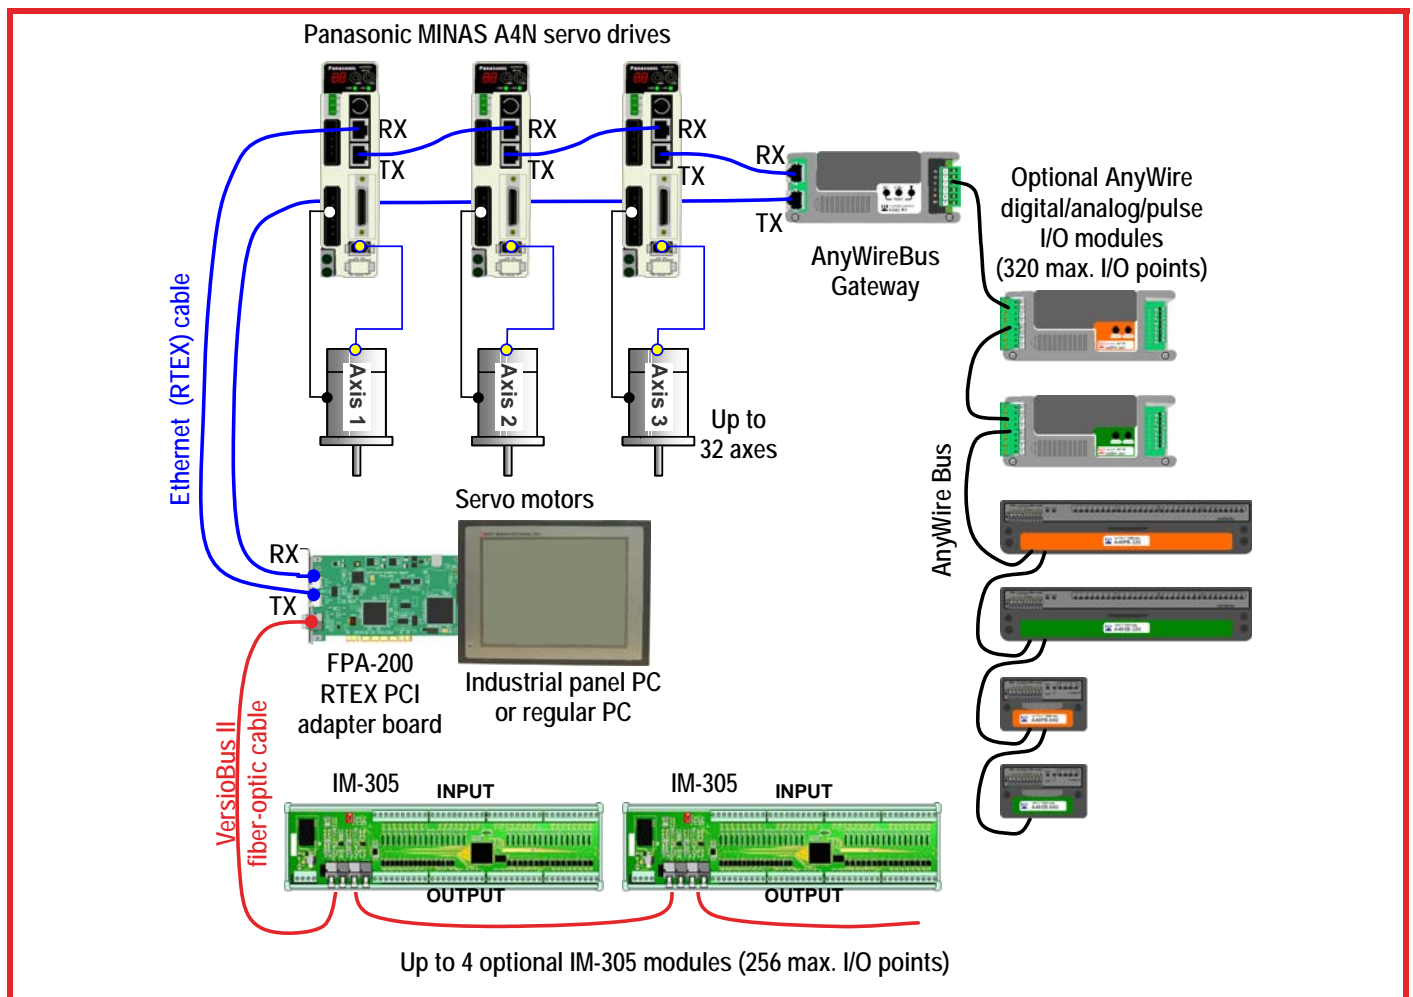 Panasonic MINAS A4N servo drives
Panasonic
Panasonic
Panasonic
RX
TX
RX
TX
RX
TX
RX
TX
AnyWireBus
Gateway
Optional AnyWire
digital/analog/pulse
I/O modules
(320 max. I/O points)
Ethernet (RTEX) cable
Axis 1
Axis 2
Axis 3
Up to
32 axes
Servo motors
AnyWire Bus
RX
TX
FPA-200
RTEX PCI
adapter board
Industrial panel PC
or regular PC
VersioBus II
fiber-optic cable
IM-305
INPUT
OUTPUT
IM-305
INPUT
OUTPUT
Up to 4 optional IM-305 modules (256 max. I/O points)